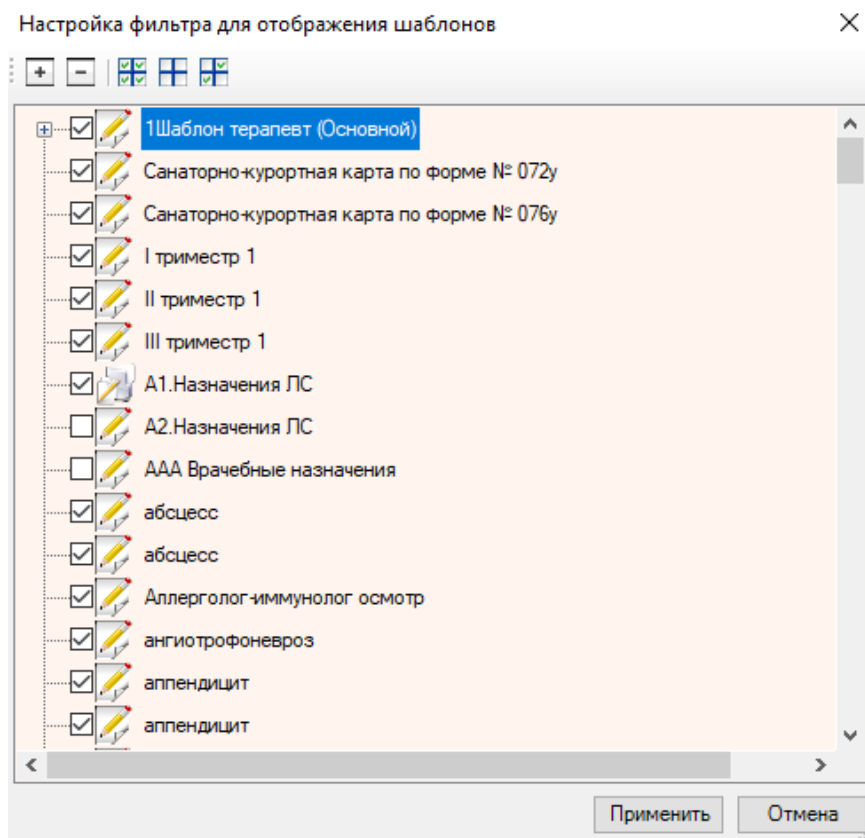 Настройка фильтра для отображения шаблонов
1Шаблон терапевт (Основной)
Санаторно-курортная карта по форме № 072у
Санаторно-курортная карта по форме № 076у
I триместр 1
II триместр 1
III триместр 1
А1.Назначения ЛС
А2.Назначения ЛС
ААА Врачебные назначения
абсцесс
абсцесс
Аллерголог-иммунолог осмотр
ангиотрофоневроз
аппендицит
аппендицит
Применить
Отмена